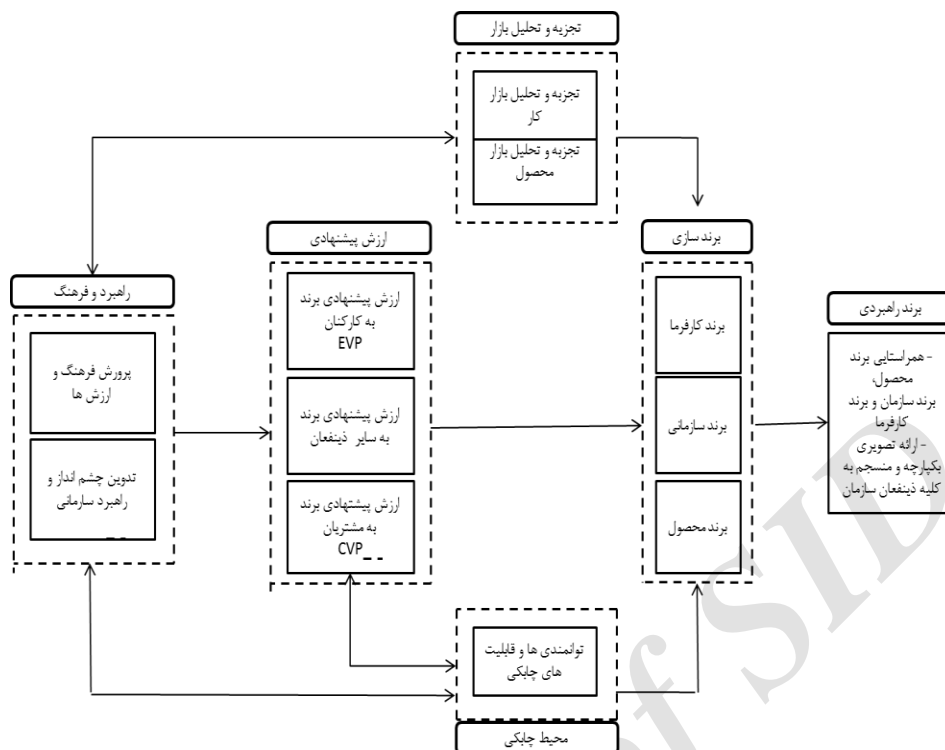 تجزیه و تحلیل بازار
تجزیه و تحلیل بازار
کار
تجزیه و تحلیل بازار
محصول
ارزش پیشنهادی
ارزش پیشنهادی برند
به کارکنان
EVP
ارزش پیشنهادی برند
به سایر ذینفعان
ارزش پیشنهادی برند
به مشتریان
CVP
برند سازی
برند کارفرما
برند سازمانی
برند محصول
راهبرد و فرهنگ
پرورش فرهنگ و
ارزش ها
تدوین چشم انداز و
راهبرد سارمانی
برند راهبردی
- همراستایی برند
محصول،
برند سازمان و برند
کارفرما
- ارائه تصویری
یکپارچه و منسجم به
کلیه ذینفعان سازمان
توانمندی ها و قابلیت
های چابکی
محیط چابکی
of SID